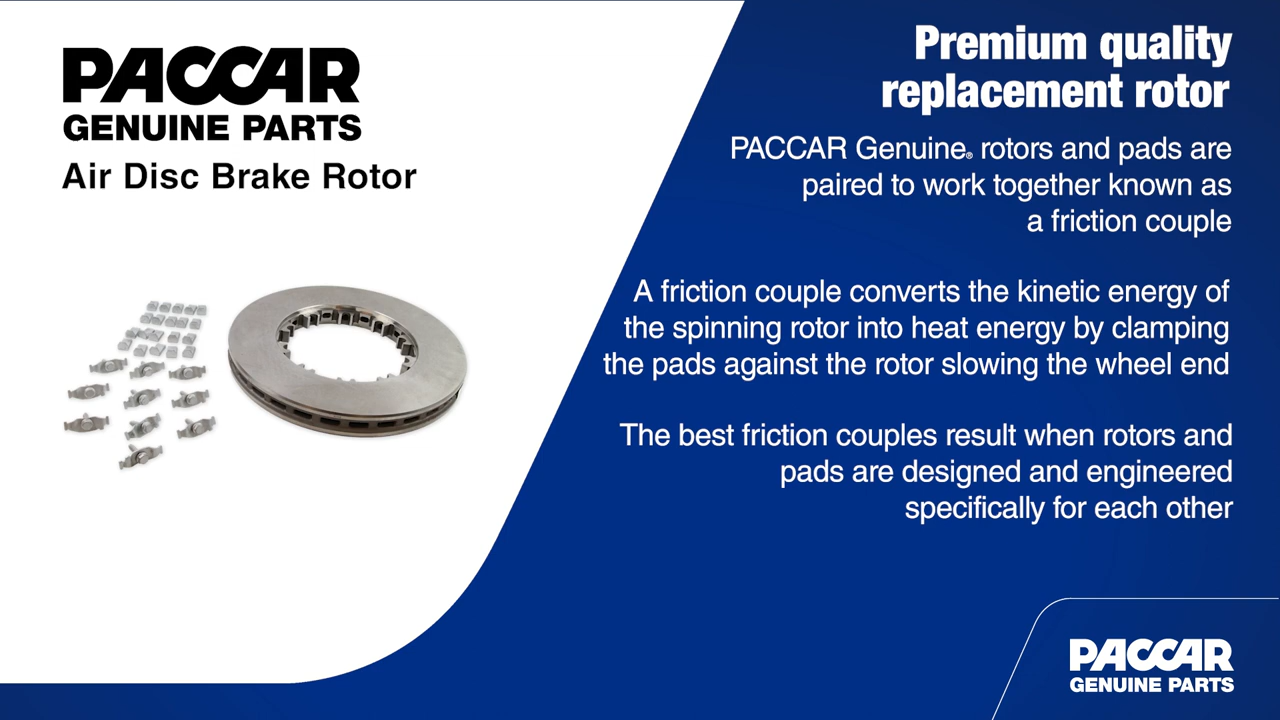 PACCAR
GENUINE PARTS
Air Disc Brake Rotor
Premium quality
replacement rotor
PACCAR Genuine® rotors and pads are
paired to work together known as
a friction couple
A friction couple converts the kinetic energy of
the spinning rotor into heat energy by clamping
the pads against the rotor slowing the wheel end
The best friction couples result when rotors and
pads are designed and engineered
specifically for each other
PACCAR
GENUINE PARTS